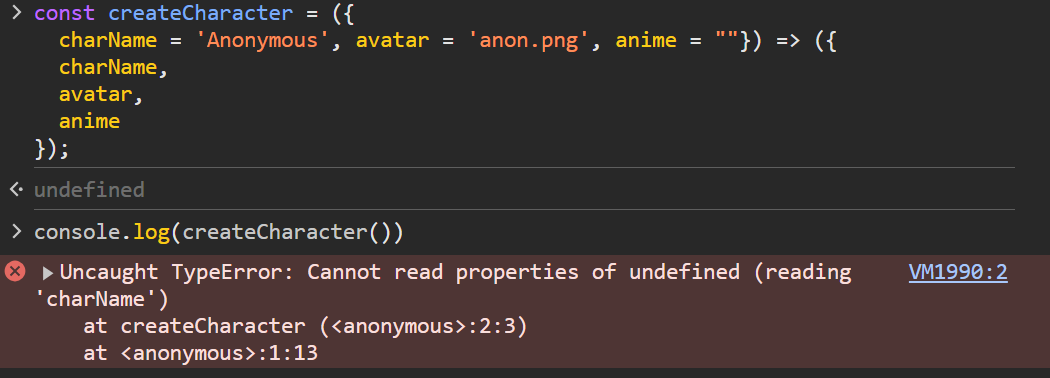 const createCharacter = ({
charName = 'Anonymous', avatar = 'anon.png', anime = ""}) => ({
charName,
avatar,
anime
});
undefined
console.log(createCharacter())
Uncaught TypeError: Cannot read properties of undefined (reading VM1990:2
'charName')
at createCharacter (<anonymous>:2:3)
at <anonymous>:1:13